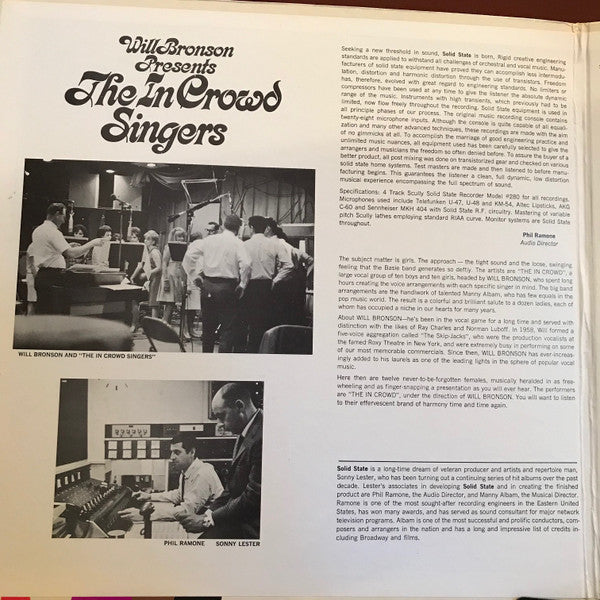 Will Bronson
Presents
The In Crowd
Singers
WILL BRONSON AND "THE IN CROWD SINGERS"
PHIL RAMONE SONNY LESTER
Seeking a new threshold in sound, Solid State is born. Rigid creative engineering
standards are applied to withstand all challenges of orchestral and vocal music. Manu-
facturers of solid state equipment have proved they can accomplish less intermodu-
lation, distortion and harmonic distortion through the use of transistors. Freedom
has, therefore, evolved with great regard to engineering standards. No limiters or
compressors have been used at any time to give the listener the absolute dynamic
range of the music. Instruments with high transients, which previously had to be
limited, now flow freely throughout the recording. Solid State equipment is used in
all principle phases of our process. The original music recording console contains
twenty-eight microphone inputs. Although the console is quite capable of all equali-
zation and many other advanced techniques, these recordings are made with the aim
of no gimmicks at all. To accomplish the marriage of good engineering practice and
unlimited music nuances, all equipment used has been carefully selected to give the
arrangers and musicians the freedom so often denied before. To assure the buyer of a
better product, all post mixing was done on transistorized gear and checked on various
solid state home systems. Test masters are made and then listened to before manu-
facturing begins. This guarantees the listener a clean, full dynamic, low distortion
musical experience encompassing the full spectrum of sound.
Specifications: 4 Track Scully Solid State Recorder Model #280 for all recordings.
Microphones used include Telefunken U-47, U-48 and KM-54, Altec Lipsticks, AKG
C-60 and Sennheiser MKH 404 with Solid State R.F. circuitry. Mastering of variable
pitch Scully lathes employing standard RIAA curve. Monitor systems are Solid State
throughout.
Phil Ramone
Audio Director
The subject matter is girls. The approach — the tight sound and the loose, swinging
feeling that the Basie band generates so deftly. The artists are "THE IN CROWD", a
large vocal group of ten boys and ten girls, headed by WILL BRONSON, who spent long
hours creating the voice arrangements with each specific singer in mind. The big band
arrangements are the handiwork of talented Manny Albam, who has few equals in the
pop music world. The result is a colorful and brilliant salute to a dozen ladies, each of
whom has occupied a niche in our hearts for many years.
About WILL BRONSON—he's been in the vocal game for a long time and served with
distinction with the likes of Ray Charles and Norman Luboff. In 1958, Will formed a
five-voice aggregation called "The Skip-Jacks", who were the production vocalists at
the famed Roxy Theatre in New York, and were extremely busy in performing on some
of our most memorable commercials. Since then, WILL BRONSON has ever-increas-
ingly added to his laurels as one of the leading lights in the sphere of popular vocal
music.
Here then are twelve never-to-be-forgotten females, musically heralded in as free-
wheeling and as finger-snapping a presentation as you will ever hear. The performers
are "THE IN CROWD", under the direction of WILL BRONSON. You will want to listen
to their effervescent brand of harmony time and time again.
Solid State is a long-time dream of veteran producer and artists and repertoire man,
Sonny Lester, who has been turning out a continuing series of hit albums over the past
decade. Lester's associates in developing Solid State and in creating the finished
product are Phil Ramone, the Audio Director, and Manny Albam, the Musical Director.
Ramone is one of the most sought-after recording engineers in the Eastern United
States, has won many awards, and has served as sound consultant for major network
television programs. Albam is one of the most successful and prolific conductors, com-
posers and arrangers in the nation and has a long and impressive list of credits in-
cluding Broadway and films.